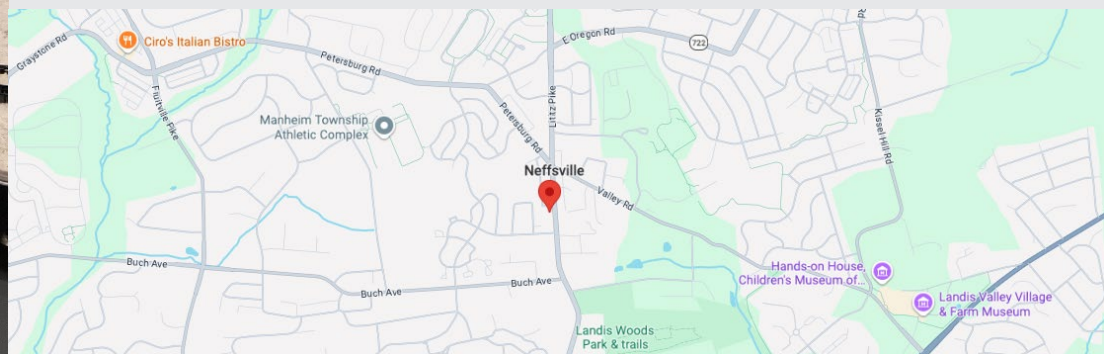 Graystone Rd
Ciro's Italian Bistro
Petersburg Rd
E Oregon Rd
722
Rd
Fruitville Pike
Manheim Township
Athletic Complex
Petersburg Rd
Lititz Pike
Kissel Hill Rd
Neffsville
Valley Rd
Buch Ave
Buch Ave
Buch Ave
Hands-on House,
Children's Museum of...
Landis Valley Village
& Farm Museum
Landis Woods
Park & trails